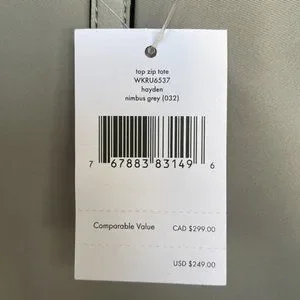 top zip tote
WKRU6537
hayden
nimbus grey (032)
7 67883 83149 6
Comparable Value CAD $299.00
USD $249.00